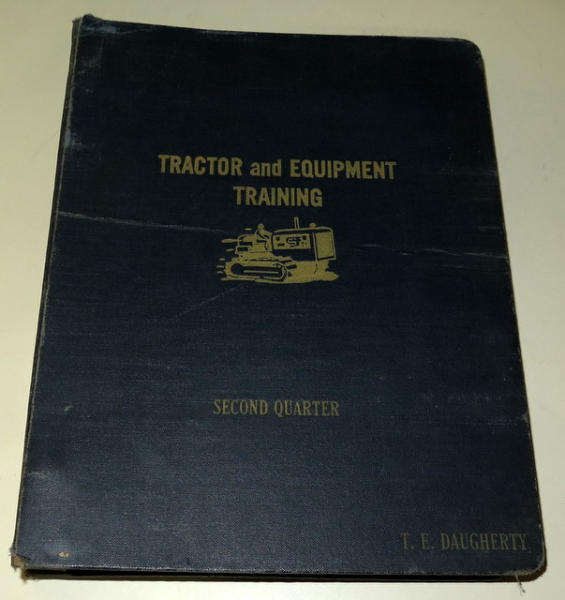 TRACTOR and EQUIPMENT
TRAINING
SECOND QUARTER
T. E. DAUGHERTY